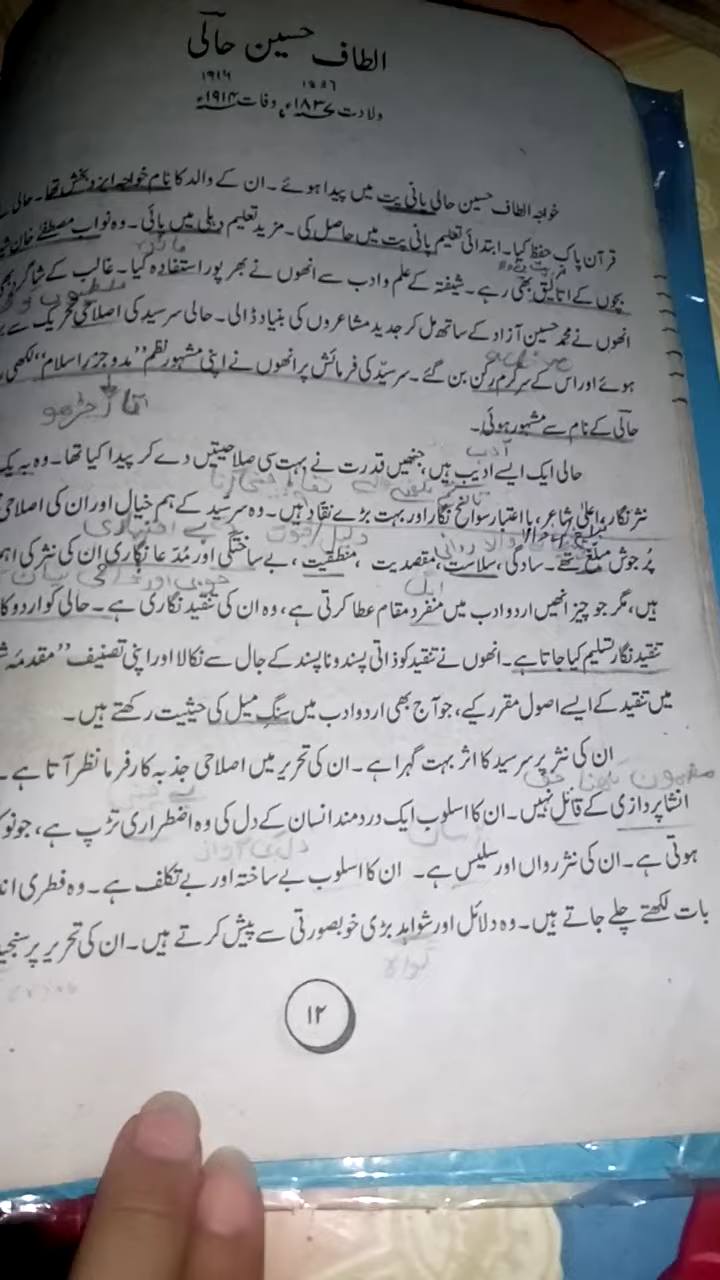 الطاف حسین حالؔی
۱۹۱۶
ولادت ۱۸۳۷ء، وفات ۱۹۱۴ء
خواجہ الطاف حسین حالی پانی پت میں پیدا ہوئے۔ ان کے والد کا نام خواجہ ایزد بخش تھا۔ حالی
قرآن پاک حفظ کیا۔ ابتدائی تعلیم پانی پت میں حاصل کی۔ مزید تعلیم دہلی میں پائی۔ وہ نواب مصطفےٰ خان
بچوں کے اتالیق بھی رہے۔ شیفتہ کے علم و ادب سے انھوں نے بھرپور استفادہ کیا۔ غالب کے شاگرد
انھوں نے محمد حسین آزاد کے ساتھ مل کر جدید مشاعروں کی بنیاد ڈالی۔ حالی سرسید کی اصلاحی تحریک سے
ہوئے اور اس کے سرگرم رکن بن گئے۔ سرسیّد کی فرمائش پر انھوں نے اپنی مشہور نظم ’’مدوجزرِ اسلام‘‘ لکھی
اتار چڑھو
حالؔی کے نام سے مشہور ہوئی۔
ادب
حالی ایک ایسے ادیب ہیں، جنھیں قدرت نے بہت سی صلاحیتیں دے کر پیدا کیا تھا۔ وہ بہ یک
نثر نگار، اعلیٰ شاعر، با اعتبار سوانح نگار اور بہت بڑے نقاد ہیں۔ وہ سرسید کے ہم خیال اور ان کی اصلاحی
پُر جوش مبلغ تھے۔ سادگی، سلاست، مقصدیت، منطقیت، بے ساختگی اور مدّعا نگاری ان کی نثر کی
ہیں، مگر جو چیز انھیں اردو ادب میں منفرد مقام عطا کرتی ہے، وہ ان کی تنقید نگاری ہے۔ حالی کو اردو کا
تنقید نگار تسلیم کیا جاتا ہے۔ انھوں نے تنقید کو ذاتی پسند و ناپسند کے جال سے نکالا اور اپنی تصنیف ’’مقدمہ
میں تنقید کے ایسے اصول مقرر کیے، جو آج بھی اردو ادب میں سنگِ میل کی حیثیت رکھتے ہیں۔
ان کی نثر پر سرسید کا اثر بہت گہرا ہے۔ ان کی تحریر میں اصلاحی جذبہ کارفرما نظر آتا ہے۔
انشا پردازی کے قائل نہیں۔ ان کا اسلوب ایک دردمند انسان کے دل کی وہ اضطراری تڑپ ہے، جو
ہوتی ہے۔ ان کی نثر رواں اور سلیس ہے۔ ان کا اسلوب بے ساختہ اور بے تکلف ہے۔ وہ فطری
بات لکھتے چلے جاتے ہیں۔ وہ دلائل اور شواہد بڑی خوبصورتی سے پیش کرتے ہیں۔ ان کی تحریر پر
۱۲